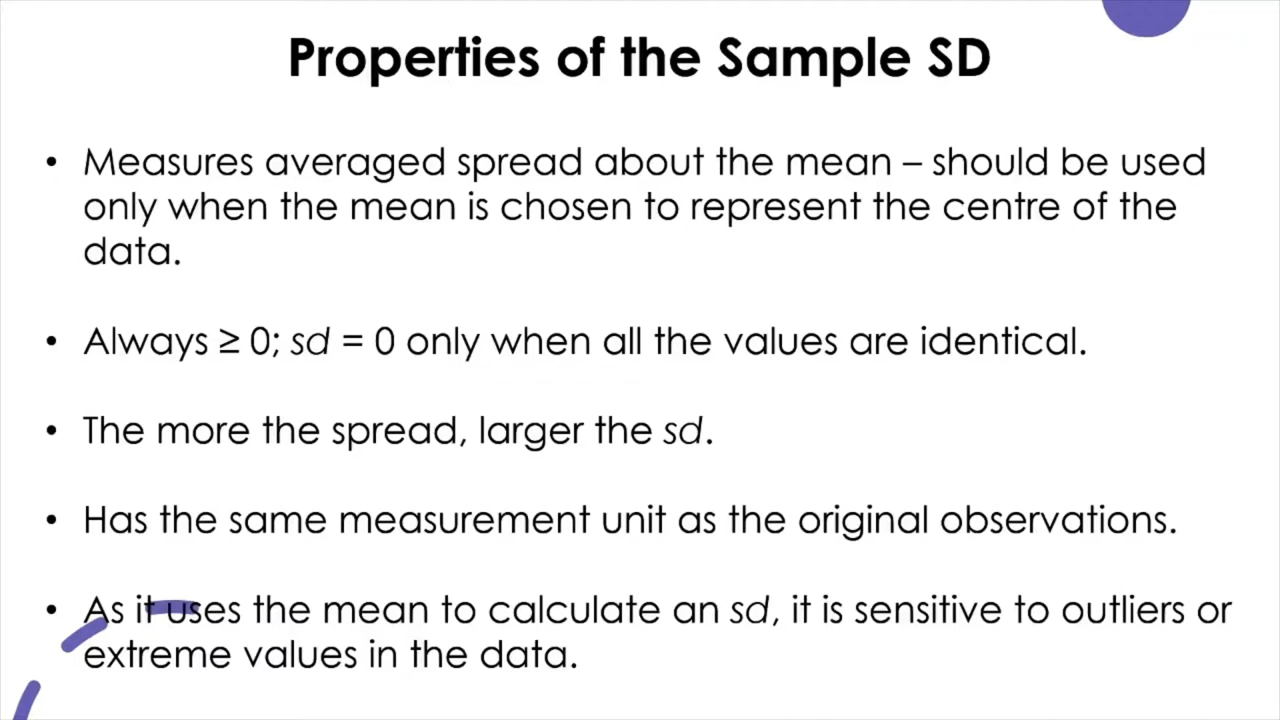 Properties of the Sample SD
• Measures averaged spread about the mean – should be used
only when the mean is chosen to represent the centre of the
data.
• Always ≥ 0; sd = 0 only when all the values are identical.
• The more the spread, larger the sd.
• Has the same measurement unit as the original observations.
• As it uses the mean to calculate an sd, it is sensitive to outliers or
extreme values in the data.